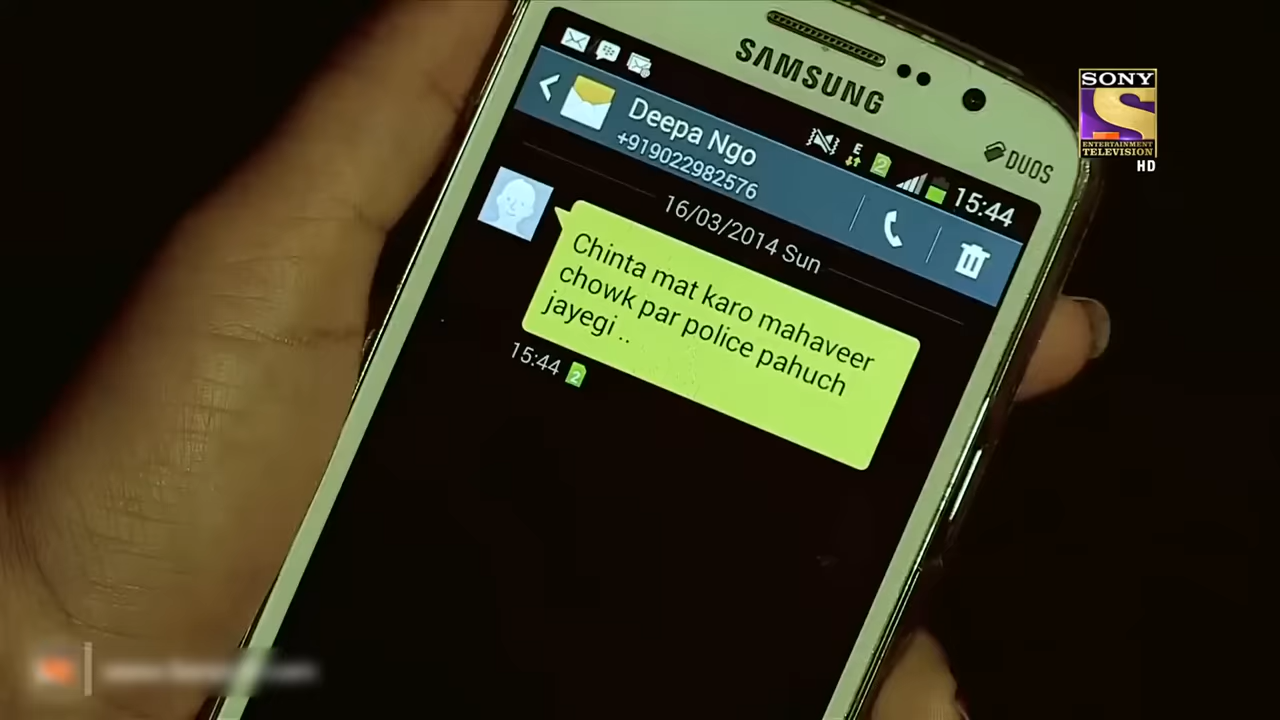 SAMSUNG
DUOS
15:44
Deepa Ngo
+919022982576
16/03/2014 Sun
Chinta mat karo mahaveer
chowk par police pahuch
jayegi ..
15:44 2
SONY
S
ENTERTAINMENT
TELEVISION
HD